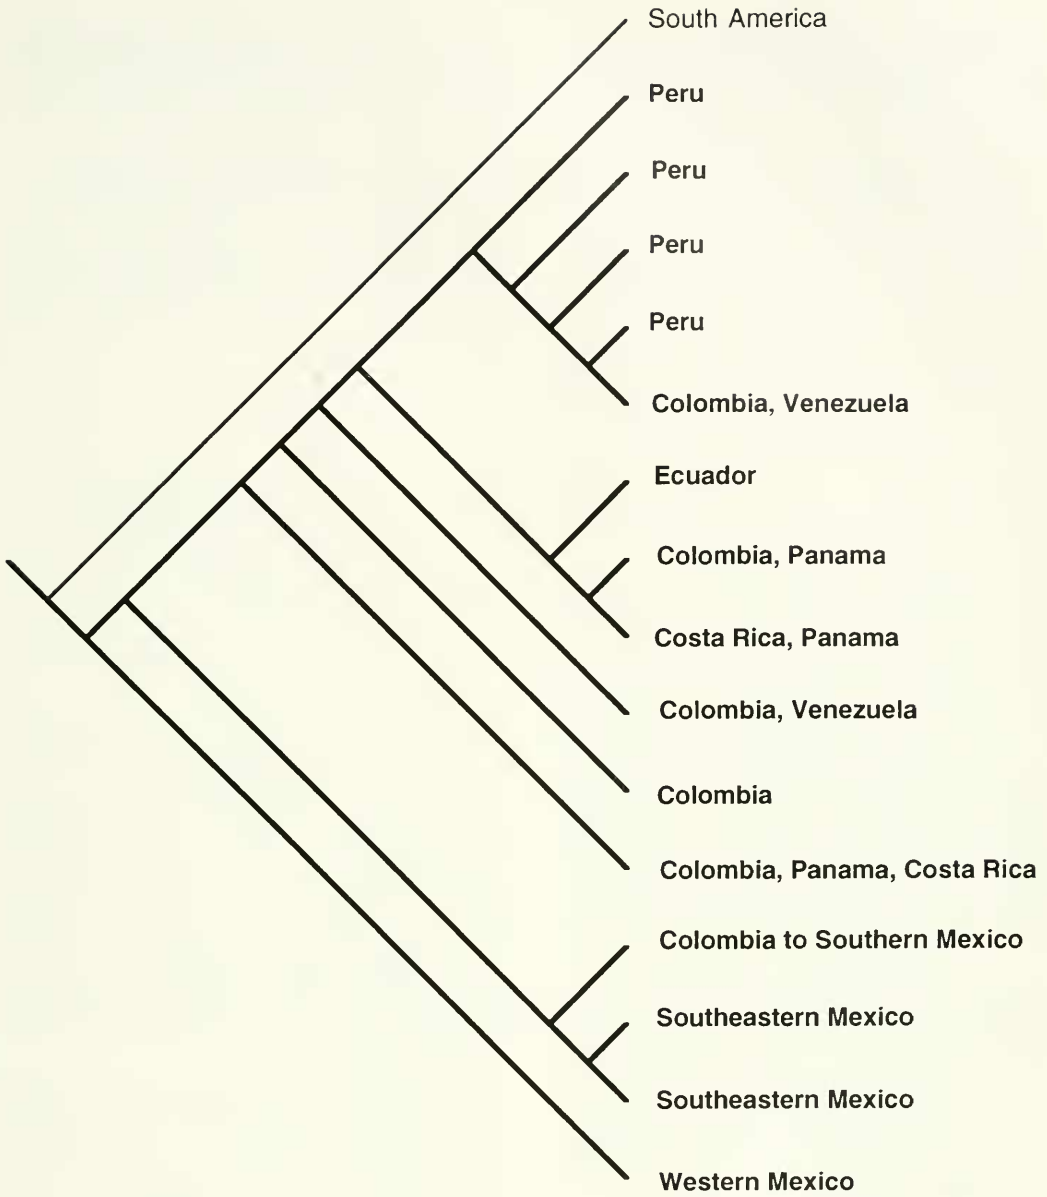 South America
Peru
Peru
Peru
Peru
Colombia, Venezuela
Ecuador
Colombia, Panama
Costa Rica, Panama
Colombia, Venezuela
Colombia
Colombia, Panama, Costa Rica
Colombia to Southern Mexico
Southeastern Mexico
Southeastern Mexico
Western Mexico